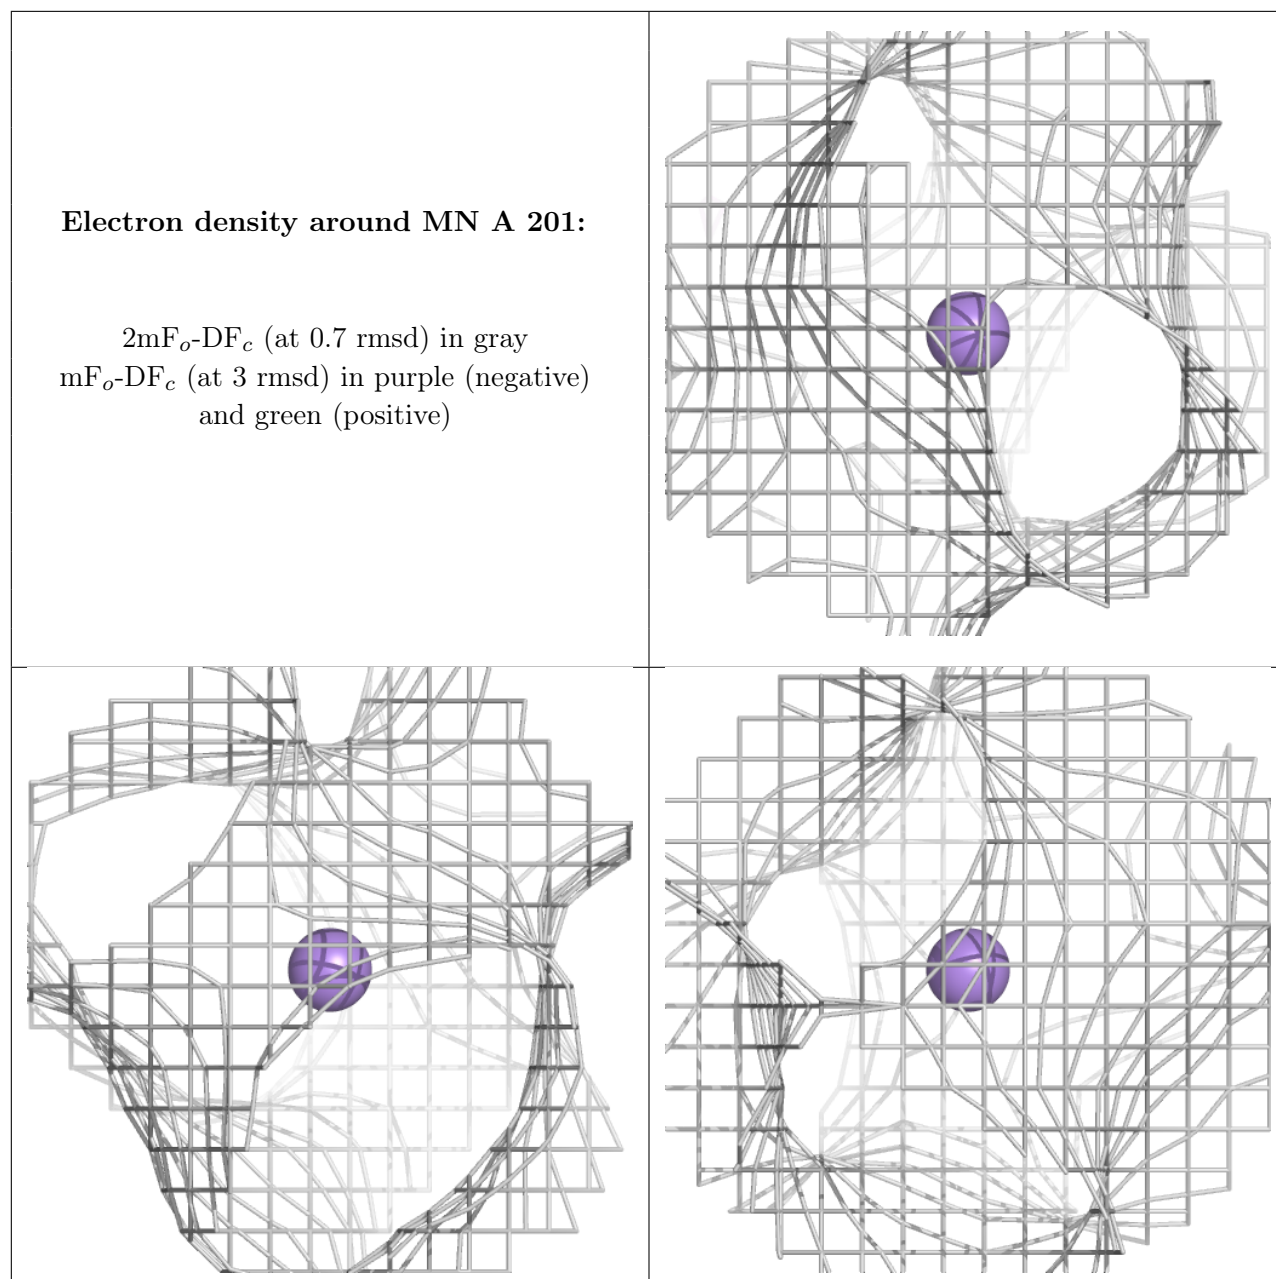 Electron density around MN A 201:
2mFo-DFc (at 0.7 rmsd) in gray
mFo-DFc (at 3 rmsd) in purple (negative)
and green (positive)